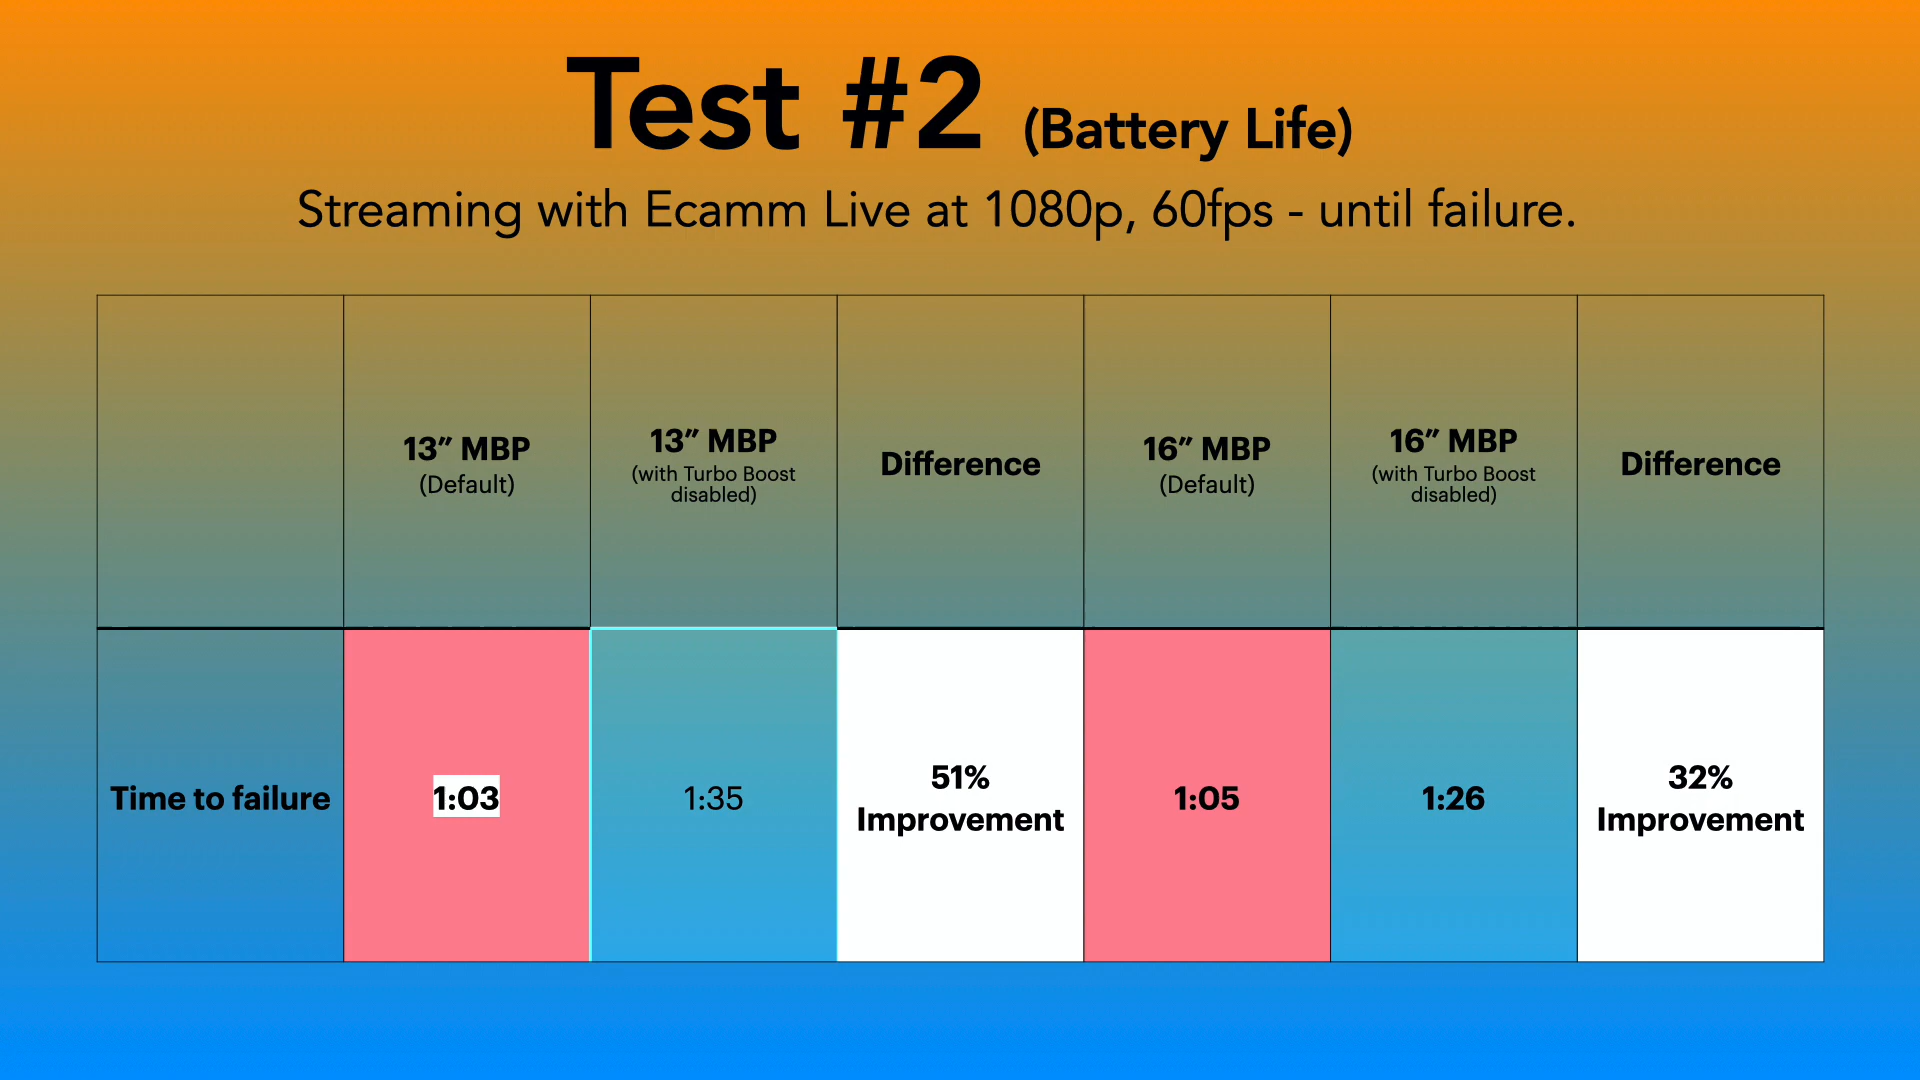 Test #2 (Battery Life)
Streaming with Ecamm Live at 1080p, 60fps - until failure.
13” MBP
(Default)
13” MBP
(with Turbo Boost
disabled)
Difference
16” MBP
(Default)
16” MBP
(with Turbo Boost
disabled)
Difference
Time to failure
1:03
1:35
51%
Improvement
1:05
1:26
32%
Improvement